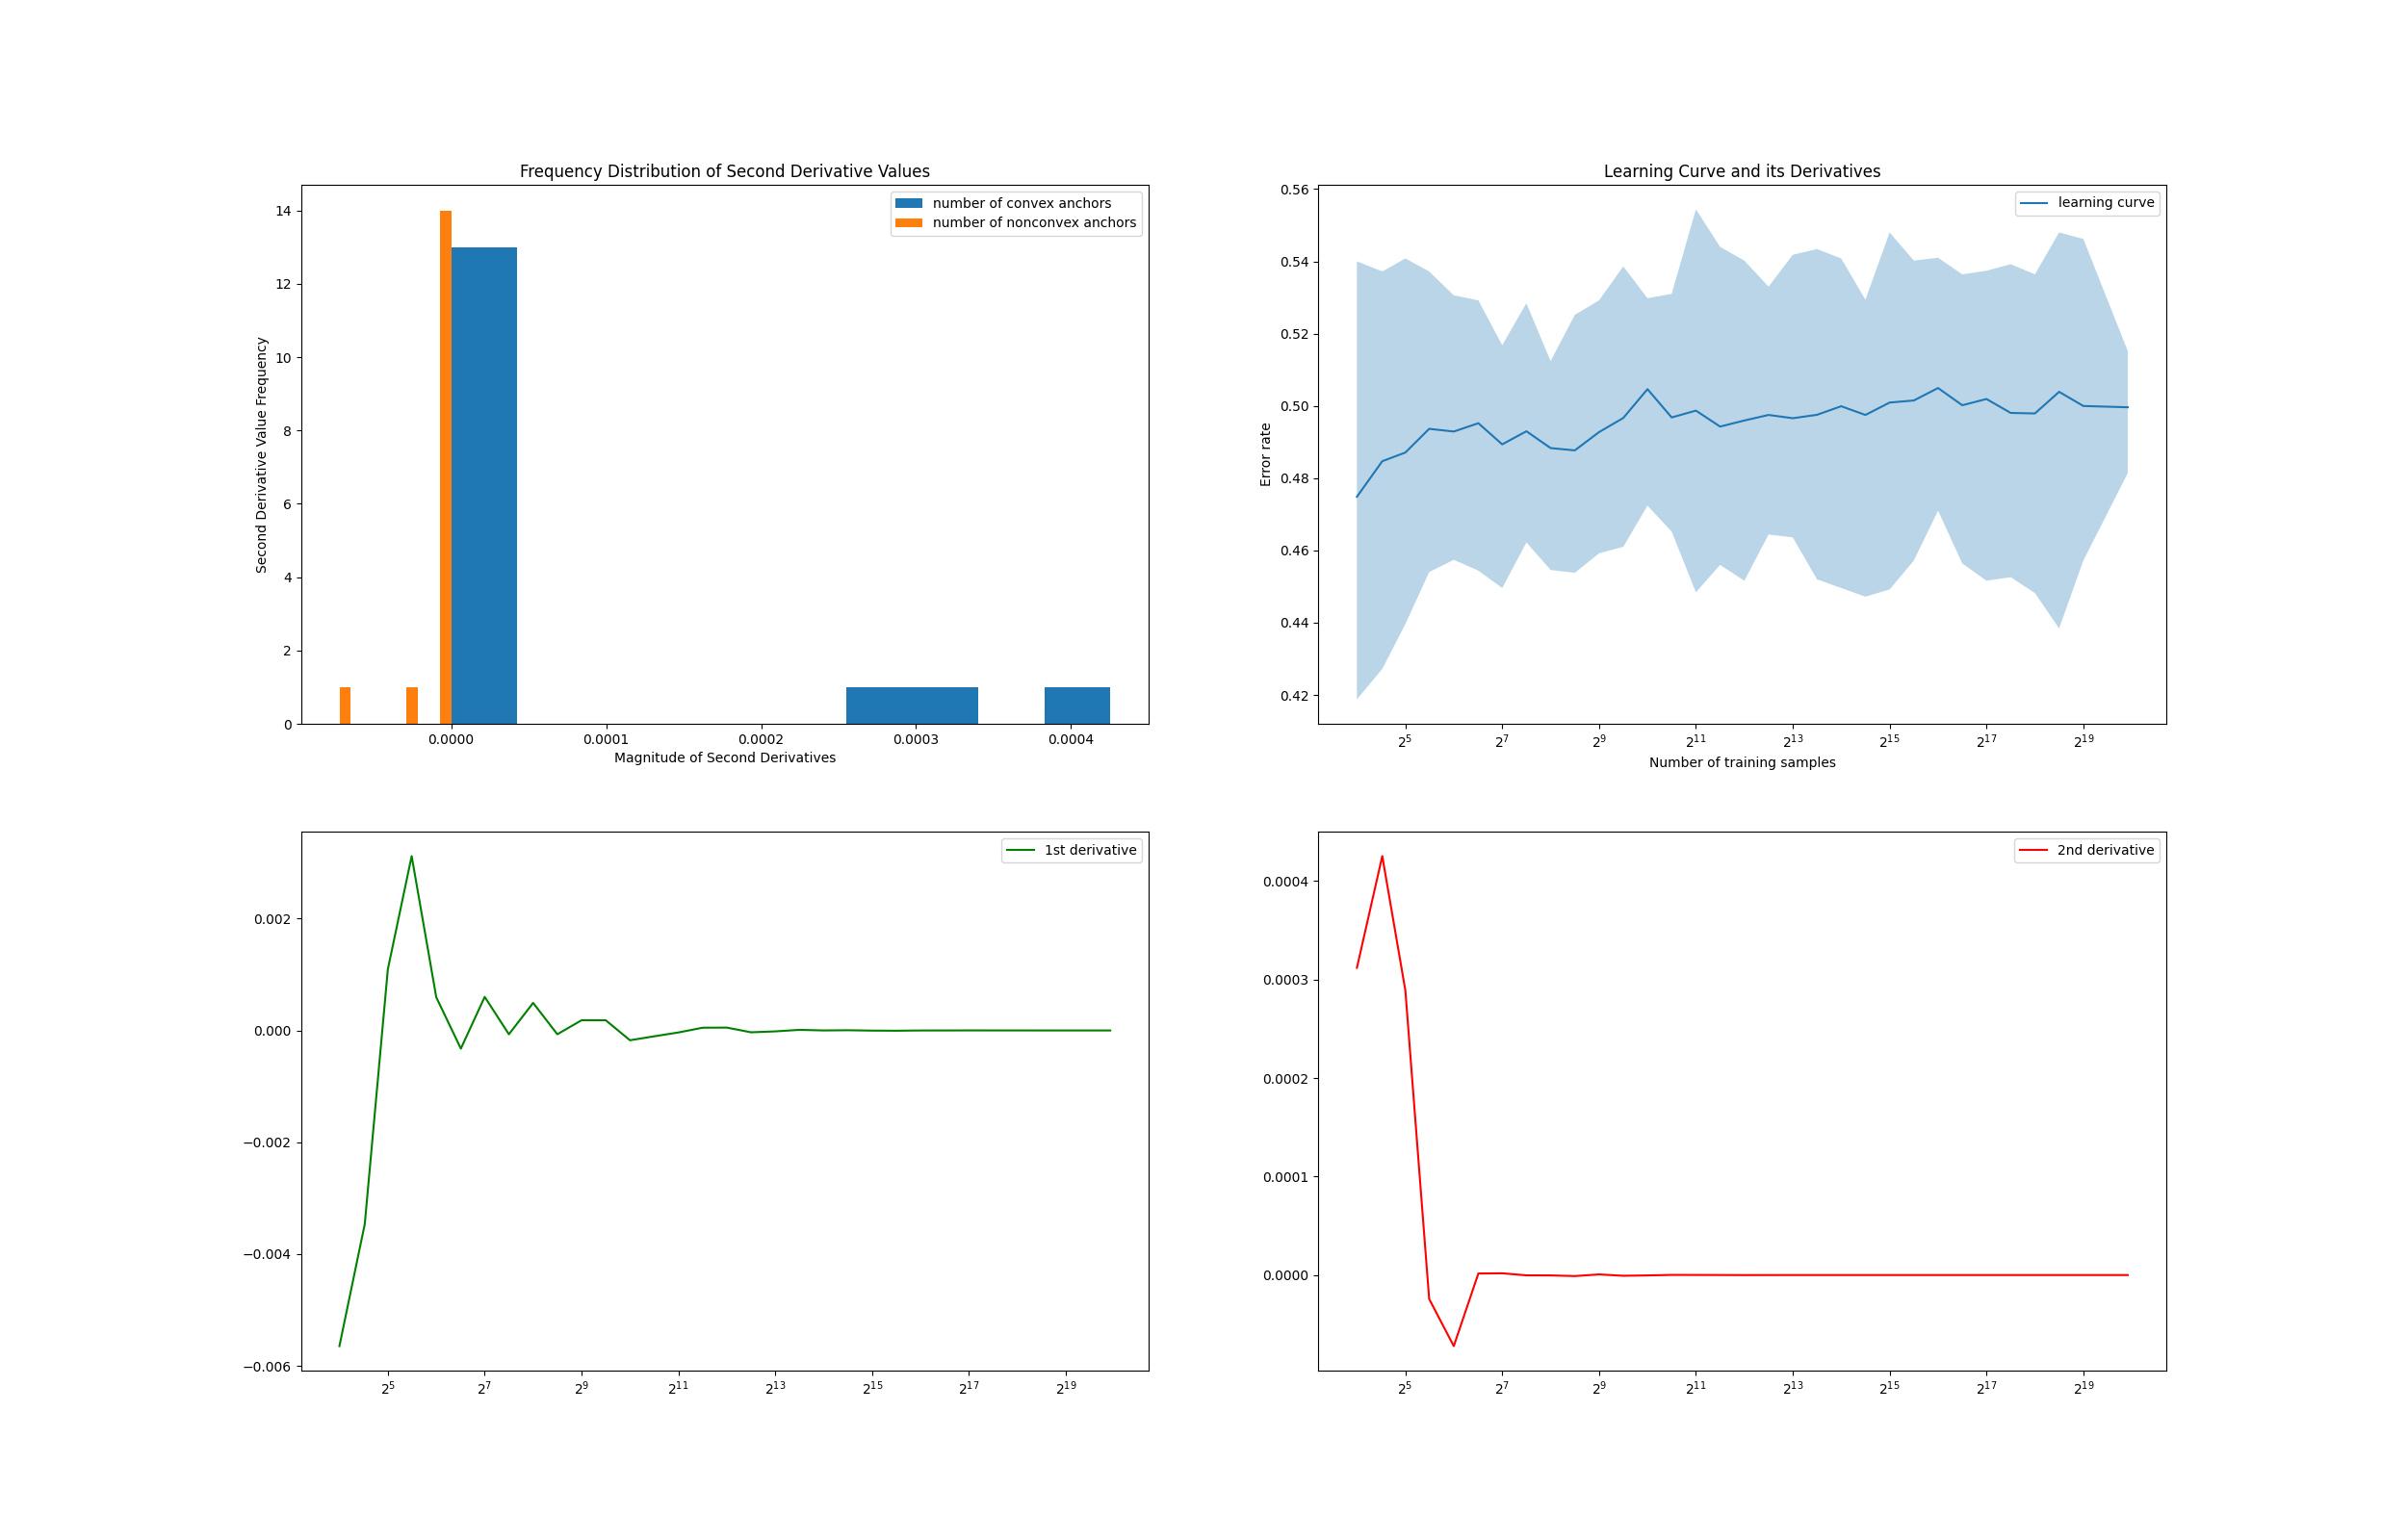 Frequency Distribution of Second Derivative Values
number of convex anchors
number of nonconvex anchors
Second Derivative Value Frequency
14
12
10
8
6
4
2
0
0.0000 0.0001 0.0002 0.0003 0.0004
Magnitude of Second Derivatives
Learning Curve and its Derivatives
learning curve
Error rate
0.56
0.54
0.52
0.50
0.48
0.46
0.44
0.42
2^5 2^7 2^9 2^11 2^13 2^15 2^17 2^19
Number of training samples
1st derivative
0.002
0.000
−0.002
−0.004
−0.006
2^5 2^7 2^9 2^11 2^13 2^15 2^17 2^19
2nd derivative
0.0004
0.0003
0.0002
0.0001
0.0000
2^5 2^7 2^9 2^11 2^13 2^15 2^17 2^19